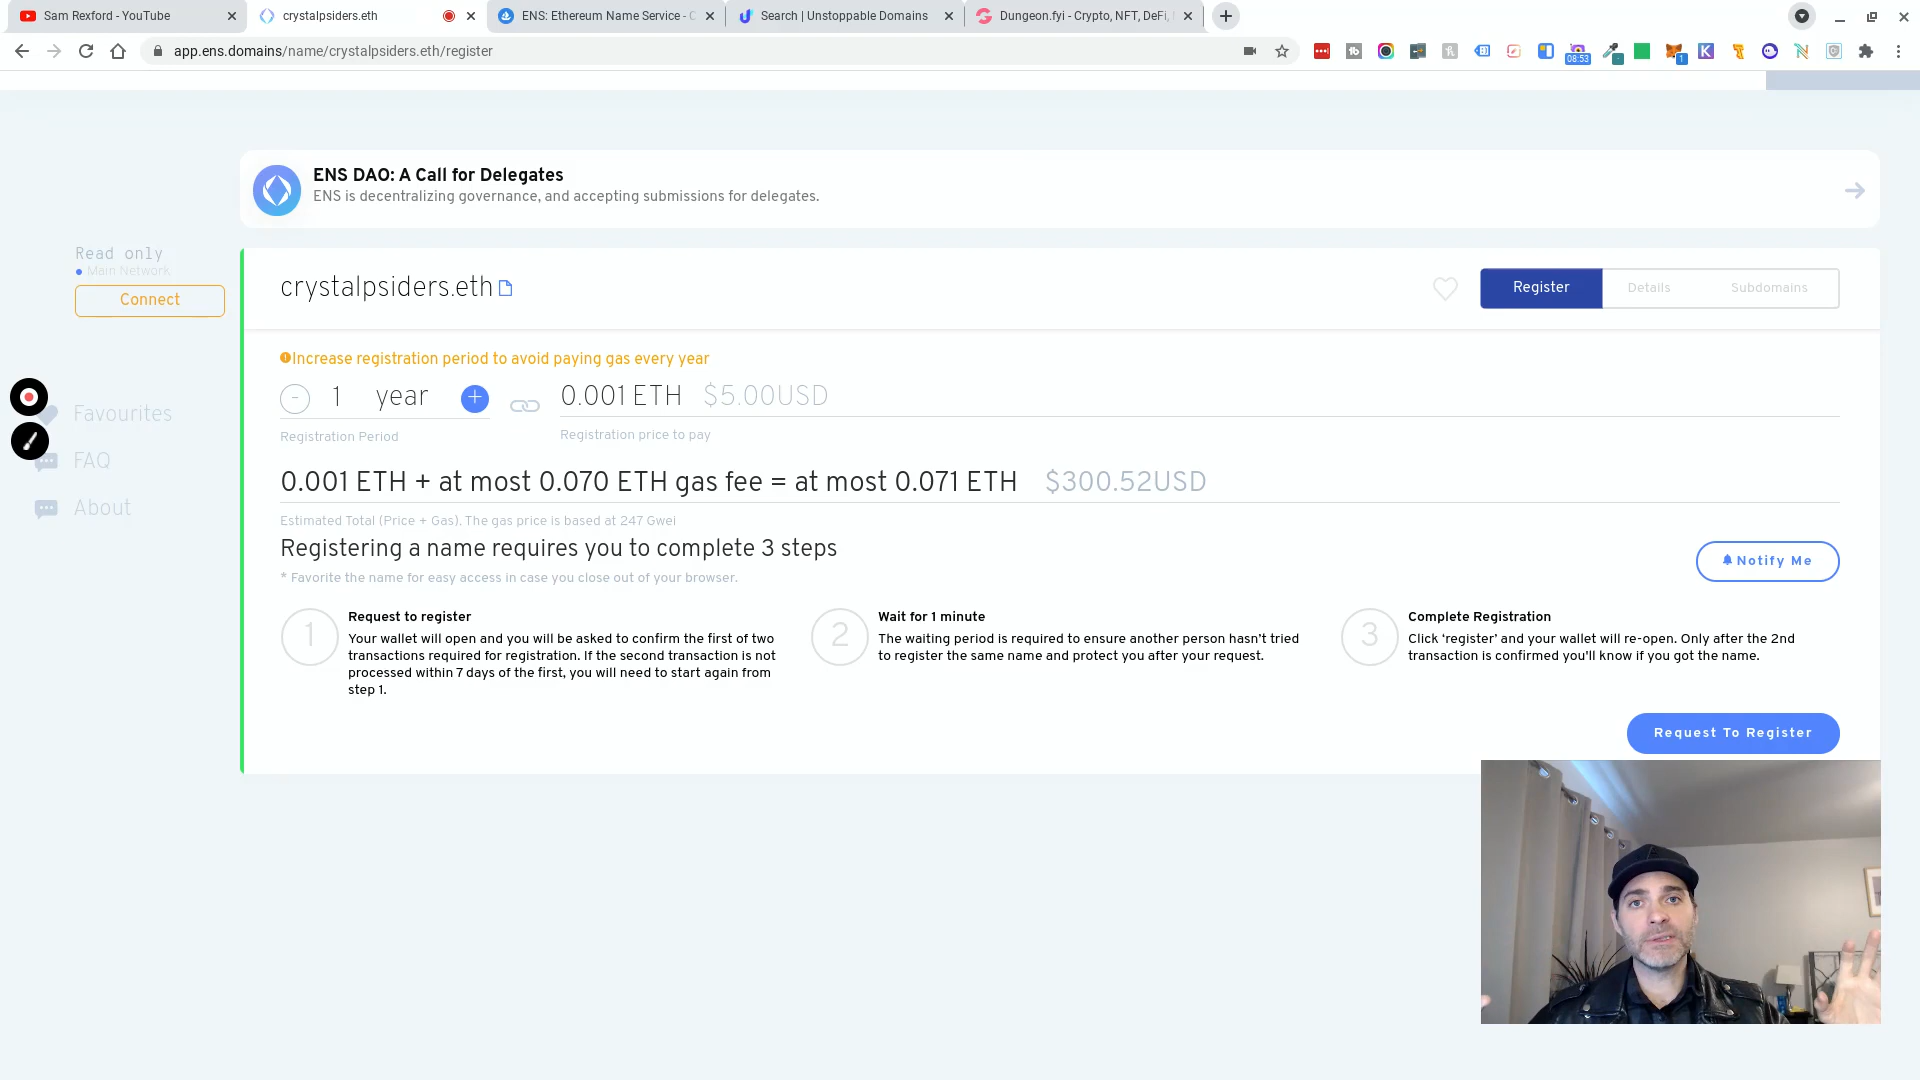 Sam Rexford - YouTube
crystalpsiders.eth
ENS: Ethereum Name Service - C
Search | Unstoppable Domains
Dungeon.fyi - Crypto, NFT, DeFi,
app.ens.domains/name/crystalpsiders.eth/register
08:53
1
ENS DAO: A Call for Delegates
ENS is decentralizing governance, and accepting submissions for delegates.
Read only
Main Network
Connect
Favourites
FAQ
About
crystalpsiders.eth
Register
Details
Subdomains
Increase registration period to avoid paying gas every year
- 1 year +
0.001 ETH $5.00USD
Registration Period
Registration price to pay
0.001 ETH + at most 0.070 ETH gas fee = at most 0.071 ETH $300.52USD
Estimated Total (Price + Gas). The gas price is based at 247 Gwei
Registering a name requires you to complete 3 steps
* Favorite the name for easy access in case you close out of your browser.
Notify Me
1
Request to register
Your wallet will open and you will be asked to confirm the first of two
transactions required for registration. If the second transaction is not
processed within 7 days of the first, you will need to start again from
step 1.
2
Wait for 1 minute
The waiting period is required to ensure another person hasn't tried
to register the same name and protect you after your request.
3
Complete Registration
Click ‘register’ and your wallet will re-open. Only after the 2nd
transaction is confirmed you'll know if you got the name.
Request To Register